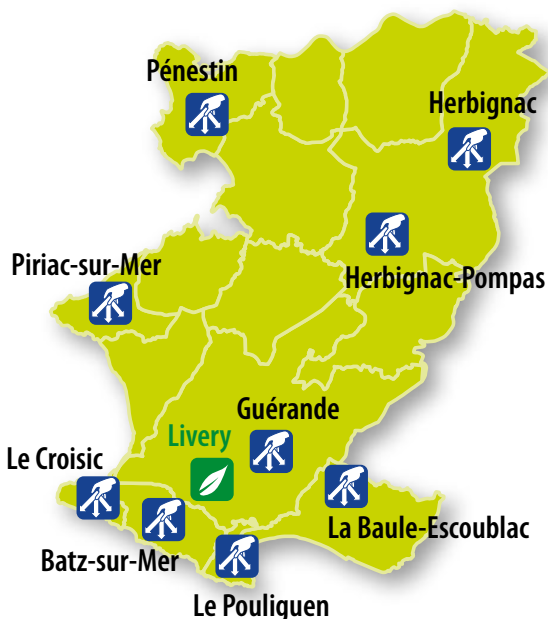 Pénestin
Herbignac
Herbignac-Pompas
Piriac-sur-Mer
Guérande
Livery
Le Croisic
La Baule-Escoublac
Batz-sur-Mer
Le Pouliguen